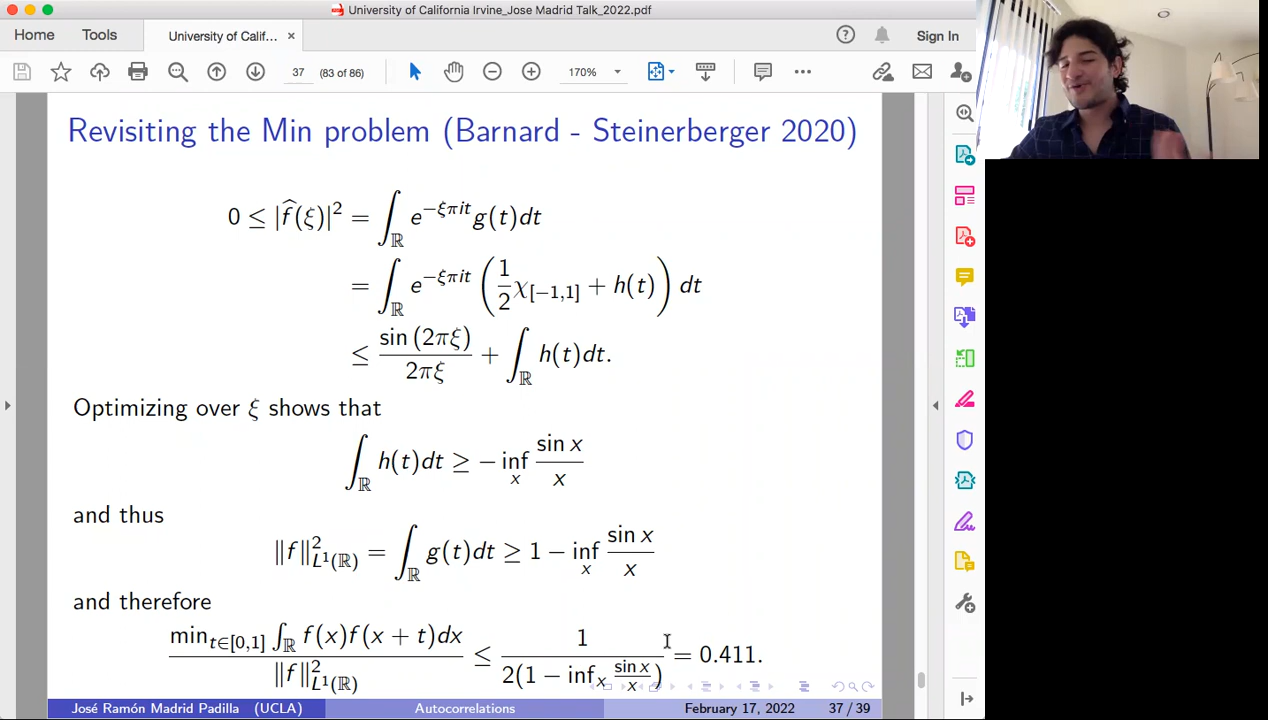 University of California Irvine_Jose Madrid Talk_2022.pdf
Home Tools University of Calif... × Sign In
37 (83 of 86) 170%
Revisiting the Min problem (Barnard - Steinerberger 2020)
0 ≤ |f̂(ξ)|² = ∫_ℝ e^{−ξπit} g(t)dt
= ∫_ℝ e^{−ξπit} (1/2 χ_{[−1,1]} + h(t)) dt
≤ sin (2πξ) / 2πξ + ∫_ℝ h(t)dt.
Optimizing over ξ shows that
∫_ℝ h(t)dt ≥ − inf_x sin x / x
and thus
‖f‖²_{L¹(ℝ)} = ∫_ℝ g(t)dt ≥ 1 − inf_x sin x / x
and therefore
min_{t∈[0,1]} ∫_ℝ f(x)f(x + t)dx / ‖f‖²_{L¹(ℝ)} ≤ 1 / 2(1 − inf_x sin x / x) = 0.411.
José Ramón Madrid Padilla (UCLA) Autocorrelations February 17, 2022 37 / 39